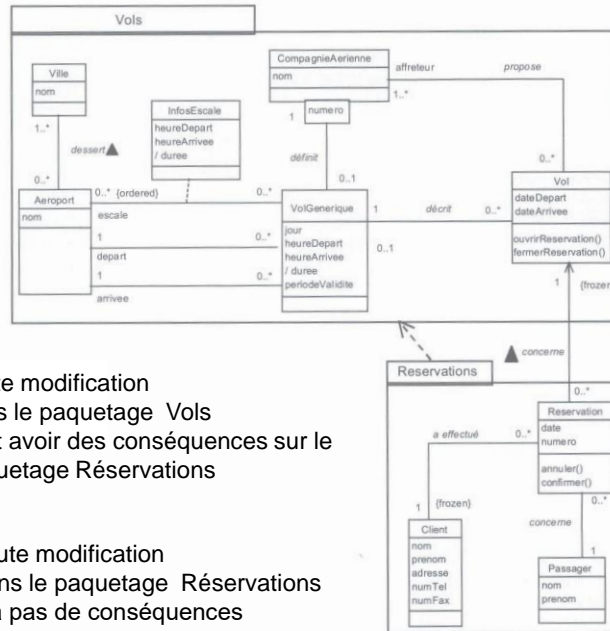 Vols
Ville
nom
CompagnieAerienne
nom
affreteur
propose
1..*
InfosEscale
heureDepart
heureArrivee
/ duree
1
numero
1..*
dessert
définit
0..*
0..*
Vol
dateDepart
dateArrivee
ouvrirReservation()
fermerReservation()
0..1
Aeroport
nom
0..* {ordered}
0..*
escale
VolGenerique
jour
heureDepart
heureArrivee
/ duree
periodeValidite
1
décrit
0..*
0..1
1
0..*
depart
1
0..*
arrivee
1
{frozen
concerne
Reservations
0..*
te modification
s le paquetage Vols
t avoir des conséquences sur le
quetage Réservations
Reservation
date
numero
annuler()
confirmer()
a effectué
0..*
0..*
1
{frozen}
concerne
1
Client
nom
prenom
adresse
numTel
numFax
Passager
nom
prenom
ute modification
ns le paquetage Réservations
a pas de conséquences